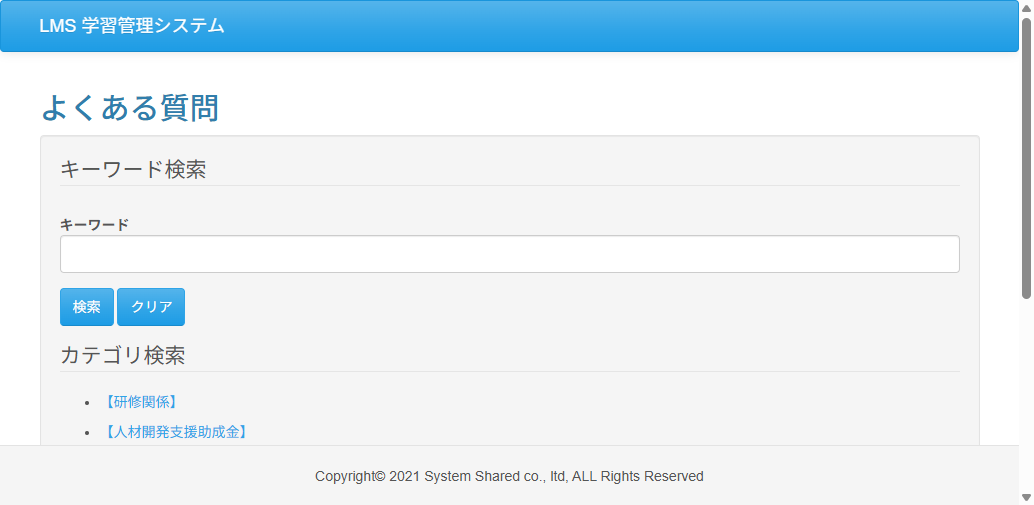 LMS 学習管理システム
よくある質問
キーワード検索
キーワード
検索 クリア
カテゴリ検索
【研修関係】
【人材開発支援助成金】
Copyright© 2021 System Shared co., ltd, ALL Rights Reserved